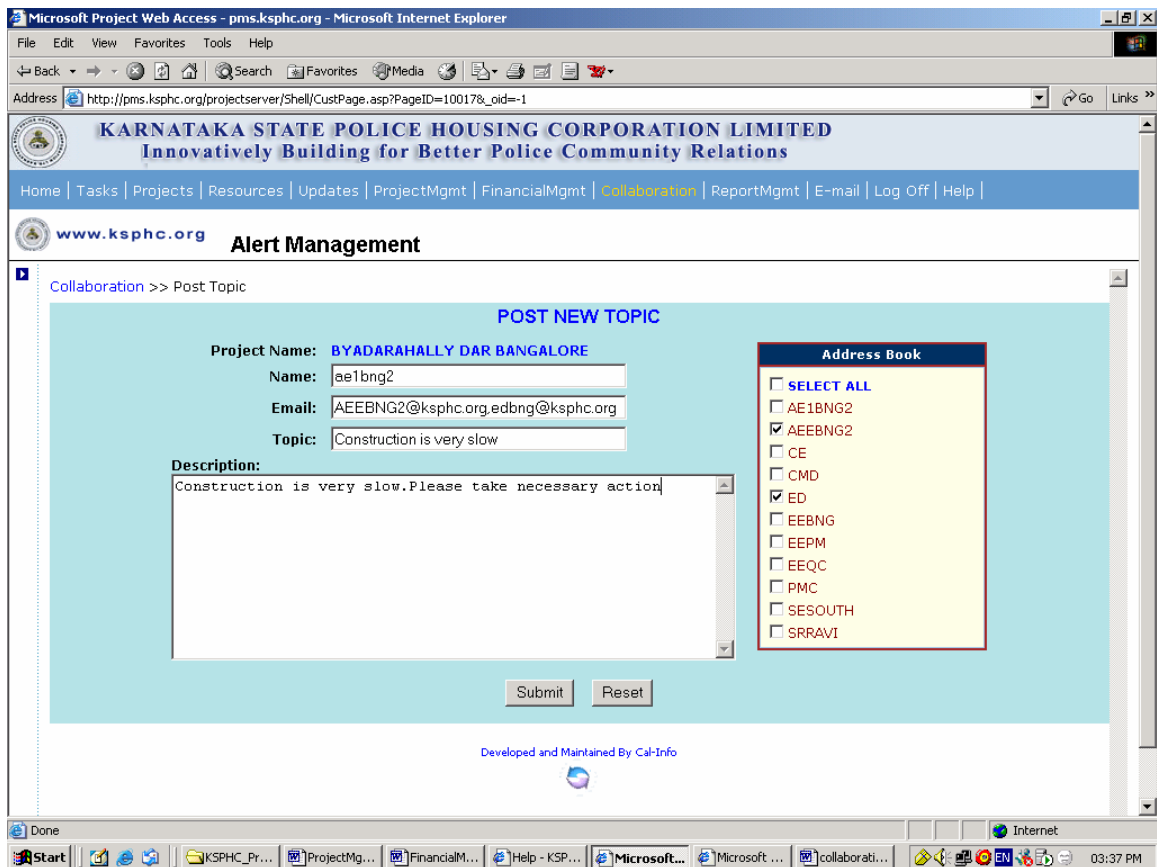 Microsoft Project Web Access - pms.ksphc.org - Microsoft Internet Explorer
File Edit View Favorites Tools Help
Back Search Favorites Media
Address http://pms.ksphc.org/projectserver/Shell/CustPage.asp?PageID=10017&_oid=-1 Go Links »
KARNATAKA STATE POLICE HOUSING CORPORATION LIMITED
Innovatively Building for Better Police Community Relations
Home | Tasks | Projects | Resources | Updates | ProjectMgmt | FinancialMgmt | Collaboration | ReportMgmt | E-mail | Log Off | Help |
www.ksphc.org Alert Management
Collaboration >> Post Topic
POST NEW TOPIC
Project Name: BYADARAHALLY DAR BANGALORE
Name: ae1bng2
Email: AEEBNG2@ksphc.org,edbng@ksphc.org
Topic: Construction is very slow
Description:
Construction is very slow.Please take necessary action
Address Book
SELECT ALL
AE1BNG2
AEEBNG2
CE
CMD
ED
EEBNG
EEPM
EEQC
PMC
SESOUTH
SRRAVI
Submit Reset
Developed and Maintained By Cal-Info
Done Internet
Start KSPHC_Pr... ProjectMg... FinancialM... Help - KSP... Microsoft... Microsoft ... collaborati... EN 03:37 PM